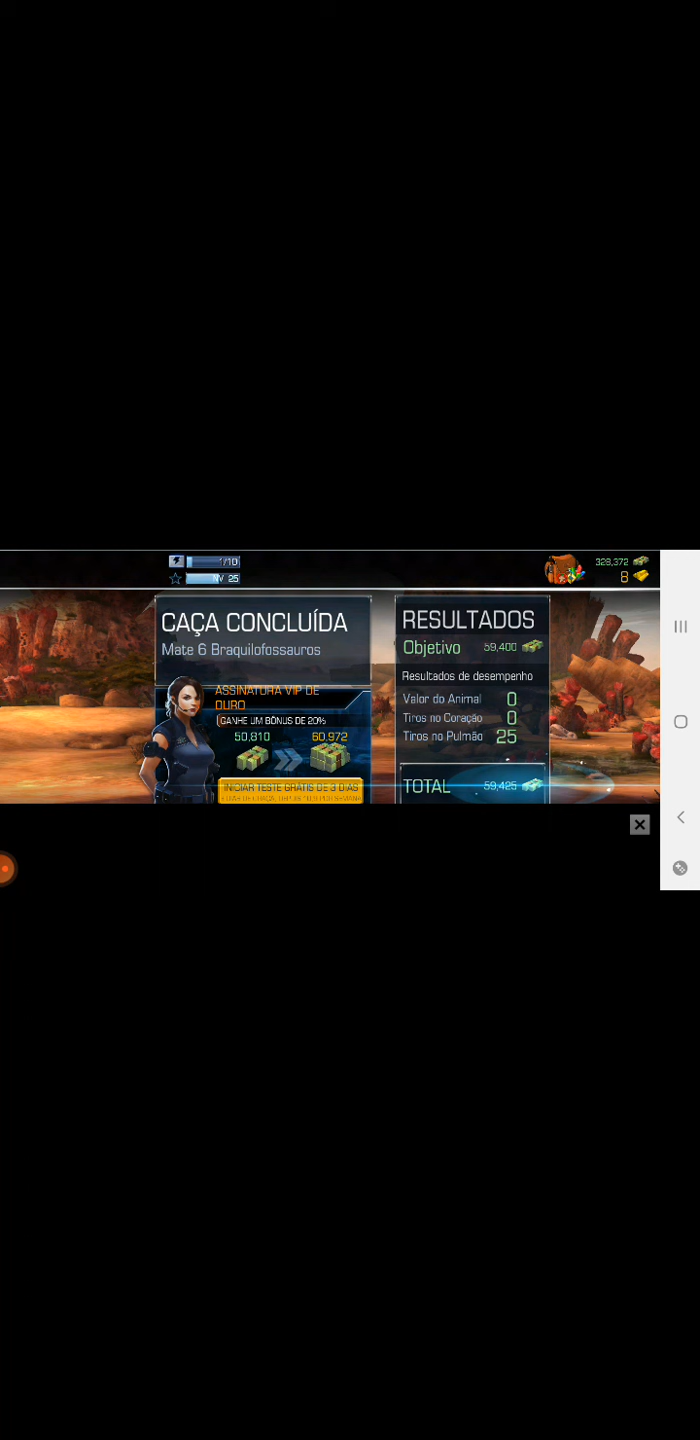 1/10
NV 25
328,372
8
CAÇA CONCLUÍDA
Mate 6 Braquilofossauros
ASSINATURA VIP DE
OURO
GANHE UM BÔNUS DE 20%
50,810
60,972
INICIAR TESTE GRÁTIS DE 3 DIAS
RESULTADOS
Objetivo 59,400
Resultados de desempenho
Valor do Animal 0
Tiros no Coração 0
Tiros no Pulmão 25
TOTAL 59,425